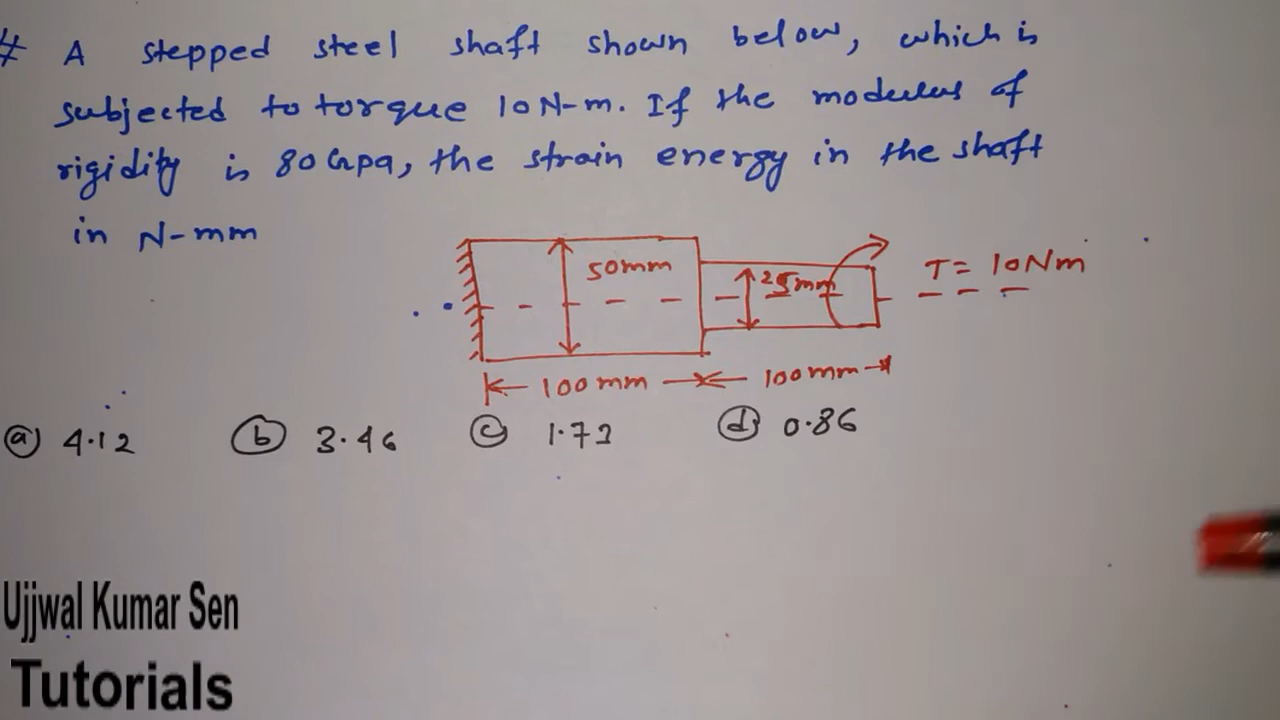 # A stepped steel shaft shown below, which is
subjected to torque 10N-m. If the modulus of
rigidity is 80Gpa, the strain energy in the shaft
in N-mm
50mm
25mm
T= 10Nm
100mm
100mm
(a) 4.12 (b) 3.46 (c) 1.73 (d) 0.86
Ujjwal Kumar Sen
Tutorials